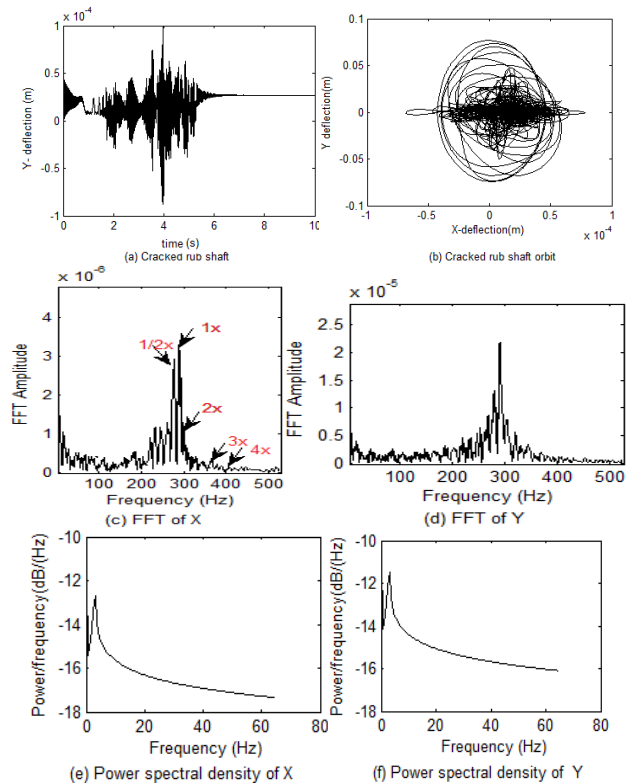 x 10⁻⁴
1
0.5
0
-0.5
-1
Y- deflection (m)
0 2 4 6 8 10
time (s)
(a) Cracked rub shaft
0.1
0.05
0
-0.05
-0.1
Y deflection(m)
-1 -0.5 0 0.5 1
X-deflection(m)
x 10⁻⁴
(b) Cracked rub shaft orbit
x 10⁻⁶
4
3
2
1
0
FFT Amplitude
1/2x
1x
2x
3x
4x
100 200 300 400 500
Frequency (Hz)
(c) FFT of X
x 10⁻⁵
2.5
2
1.5
1
0.5
0
FFT Amplitude
100 200 300 400 500
Frequency (Hz)
(d) FFT of Y
-10
-12
-14
-16
-18
Power/frequency(dB/(Hz)
0 20 40 60 80
Frequency (Hz)
(e) Power spectral density of X
-10
-12
-14
-16
-18
Power/frequency(dB/(Hz)
0 20 40 60 80
Frequency (Hz)
(f) Power spectral density of Y